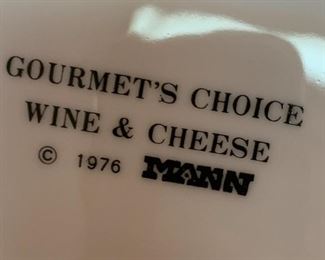 GOURMET'S CHOICE
WINE & CHEESE
© 1976 MANN